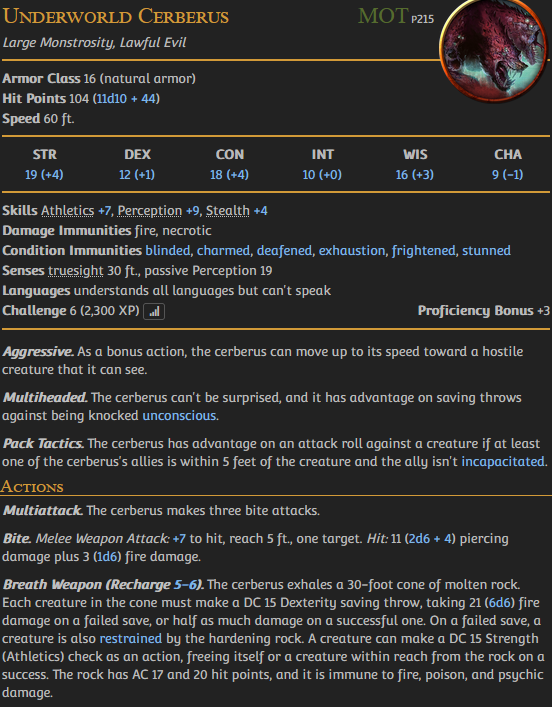 Underworld Cerberus MOT P215
Large Monstrosity, Lawful Evil
Armor Class 16 (natural armor)
Hit Points 104 (11d10 + 44)
Speed 60 ft.
STR DEX CON INT WIS CHA
19 (+4) 12 (+1) 18 (+4) 10 (+0) 16 (+3) 9 (−1)
Skills Athletics +7, Perception +9, Stealth +4
Damage Immunities fire, necrotic
Condition Immunities blinded, charmed, deafened, exhaustion, frightened, stunned
Senses truesight 30 ft., passive Perception 19
Languages understands all languages but can't speak
Challenge 6 (2,300 XP) Proficiency Bonus +3
Aggressive. As a bonus action, the cerberus can move up to its speed toward a hostile
creature that it can see.
Multiheaded. The cerberus can't be surprised, and it has advantage on saving throws
against being knocked unconscious.
Pack Tactics. The cerberus has advantage on an attack roll against a creature if at least
one of the cerberus's allies is within 5 feet of the creature and the ally isn't incapacitated.
Actions
Multiattack. The cerberus makes three bite attacks.
Bite. Melee Weapon Attack: +7 to hit, reach 5 ft., one target. Hit: 11 (2d6 + 4) piercing
damage plus 3 (1d6) fire damage.
Breath Weapon (Recharge 5–6). The cerberus exhales a 30-foot cone of molten rock.
Each creature in the cone must make a DC 15 Dexterity saving throw, taking 21 (6d6) fire
damage on a failed save, or half as much damage on a successful one. On a failed save, a
creature is also restrained by the hardening rock. A creature can make a DC 15 Strength
(Athletics) check as an action, freeing itself or a creature within reach from the rock on a
success. The rock has AC 17 and 20 hit points, and it is immune to fire, poison, and psychic
damage.